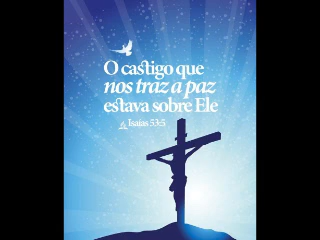 O castigo que
nos traz a paz
estava sobre Ele
Isaías 53:5